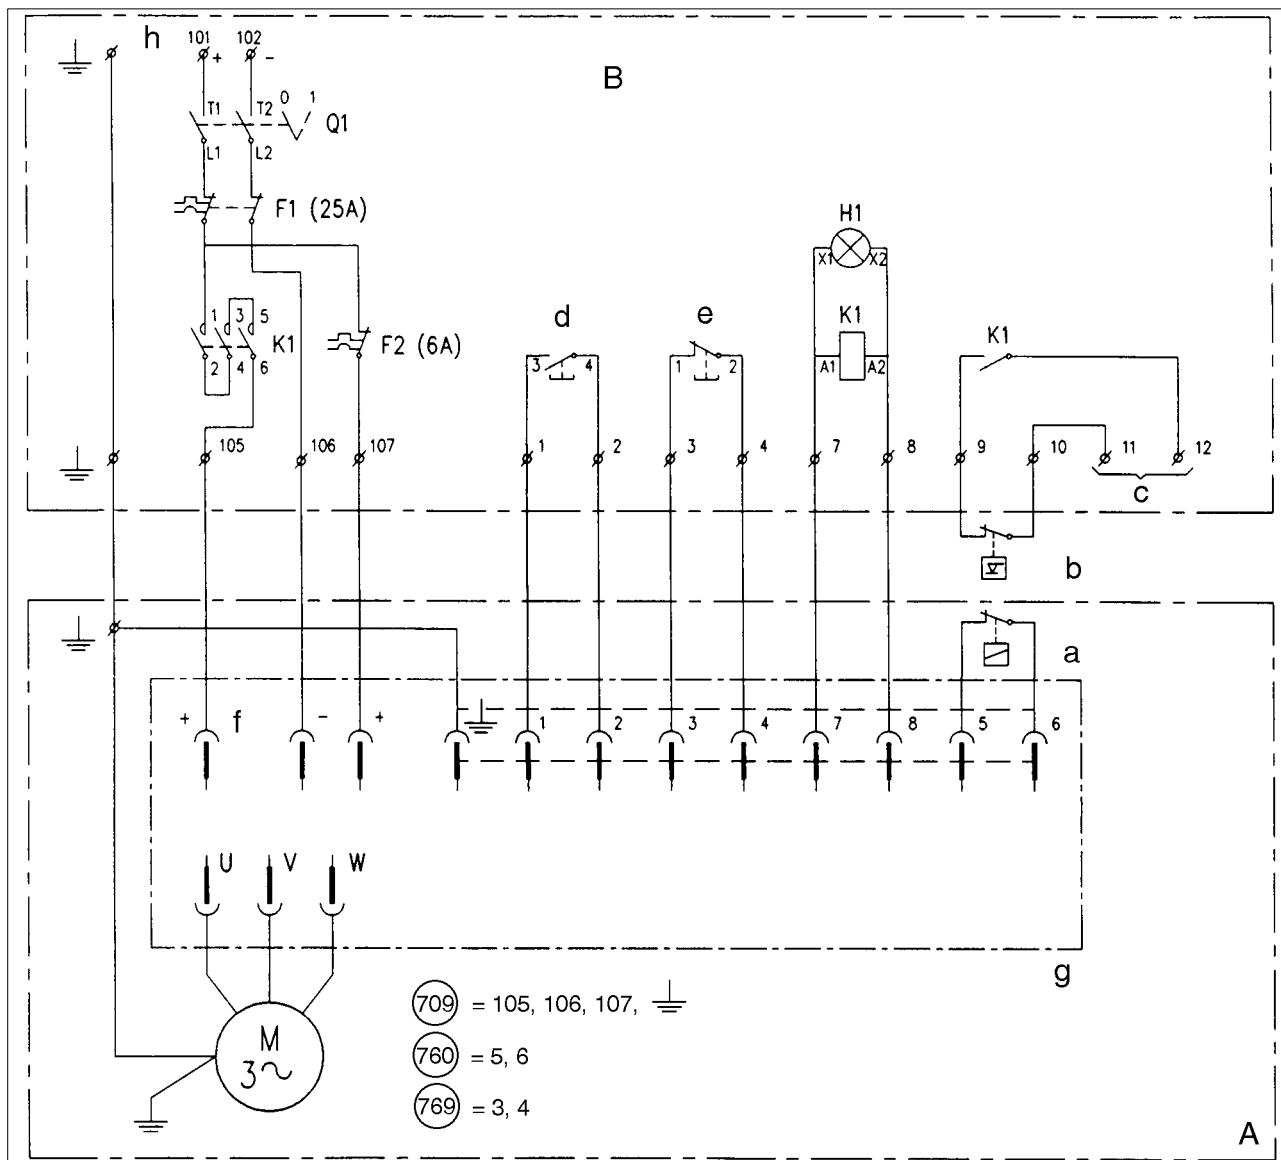 h 101 102
+ -
B
0 1
T1 T2
Q1
L1 L2
F1 (25A)
H1
X1 X2
d e K1 K1
1 3 5
K1
2 4 6
F2 (6A)
3 4
1 2
A1 A2
105 106 107 1 2 3 4 7 8 9 10 11 12
c
b
a
+ f - +
1 2 3 4 7 8 5 6
U V W
g
M
3~
709 = 105, 106, 107,
760 = 5, 6
769 = 3, 4
A